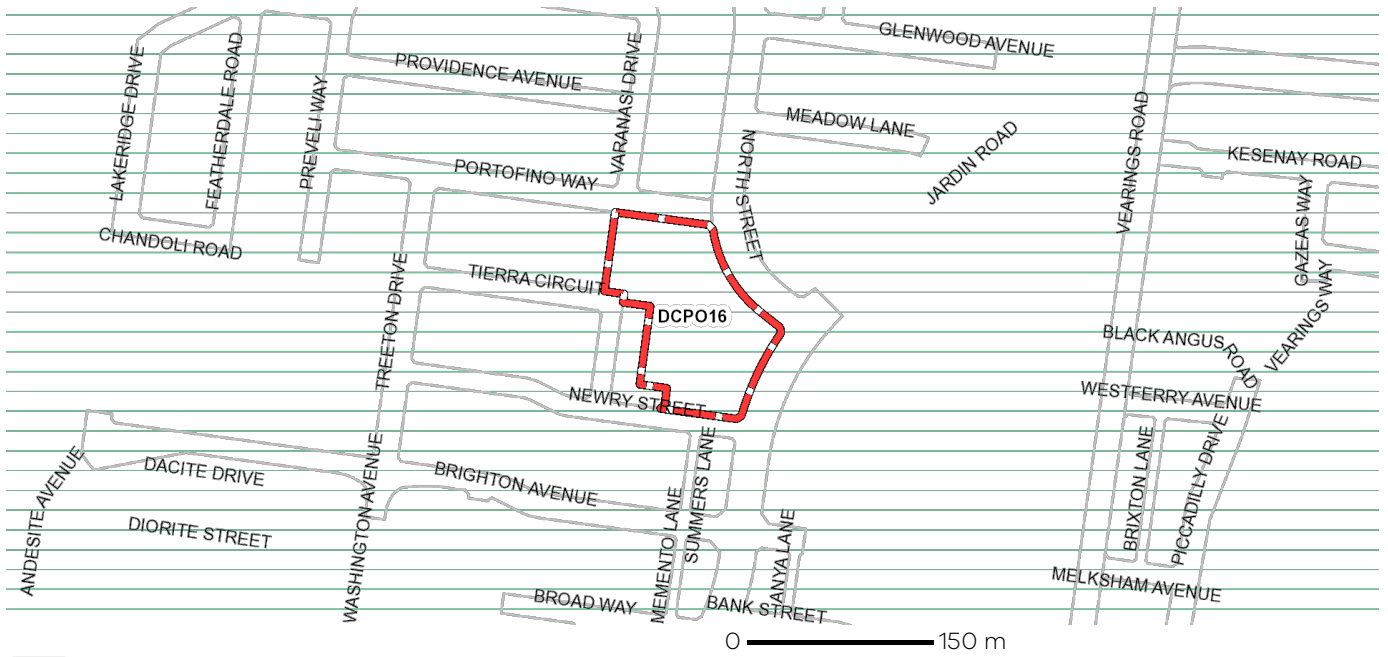 GLENWOOD AVENUE
PROVIDENCE AVENUE
LAKERIDGE DRIVE
FEATHERDALE ROAD
PREVELI WAY
VARANASI DRIVE
MEADOW LANE
VEARINGS ROAD
JARDIN ROAD
KESENAY ROAD
PORTOFINO WAY
NORTH STREET
GAZEAS WAY
CHANDOLI ROAD
TIERRA CIRCUIT
TREETON DRIVE
DCPO16
VEARINGS WAY
BLACK ANGUS ROAD
WESTFERRY AVENUE
NEWRY STREET
ANDESITE AVENUE
DACITE DRIVE
WASHINGTON AVENUE
BRIGHTON AVENUE
SUMMERS LANE
MEMENTO LANE
BRIXTON LANE
PICCADILLY DRIVE
DIORITE STREET
TANYA LANE
MELKSHAM AVENUE
BROAD WAY
BANK STREET
0 150 m